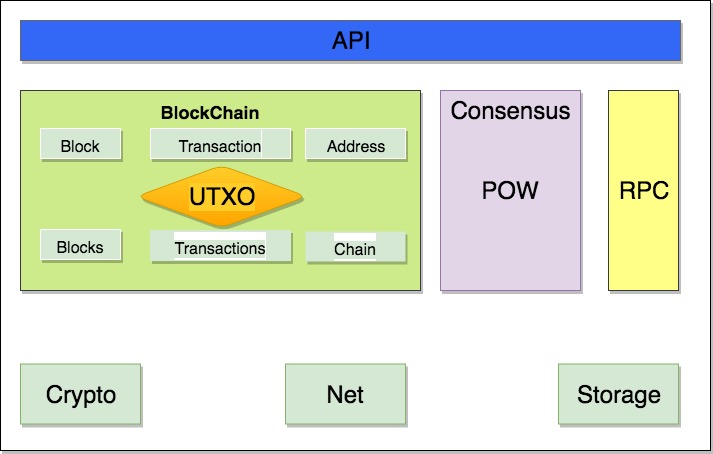 API
BlockChain
Consensus
Block
Transaction
Address
UTXO
POW
RPC
Blocks
Transactions
Chain
Crypto
Net
Storage